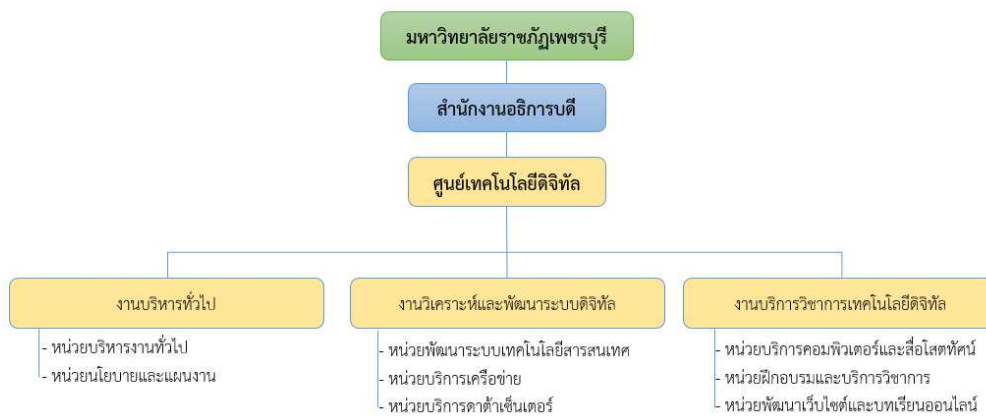 มหาวิทยาลัยราชภัฏเพชรบุรี
สำนักงานอธิการบดี
ศูนย์เทคโนโลยีดิจิทัล
งานบริหารทั่วไป
- หน่วยบริหารงานทั่วไป
- หน่วยนโยบายและแผนงาน
งานวิเคราะห์และพัฒนาระบบดิจิทัล
- หน่วยพัฒนาระบบเทคโนโลยีสารสนเทศ
- หน่วยบริการเครือข่าย
- หน่วยบริการดาต้าเซ็นเตอร์
งานบริการวิชาการเทคโนโลยีดิจิทัล
- หน่วยบริการคอมพิวเตอร์และสื่อโสตทัศน์
- หน่วยฝึกอบรมและบริการวิชาการ
- หน่วยพัฒนาเว็บไซต์และบทเรียนออนไลน์